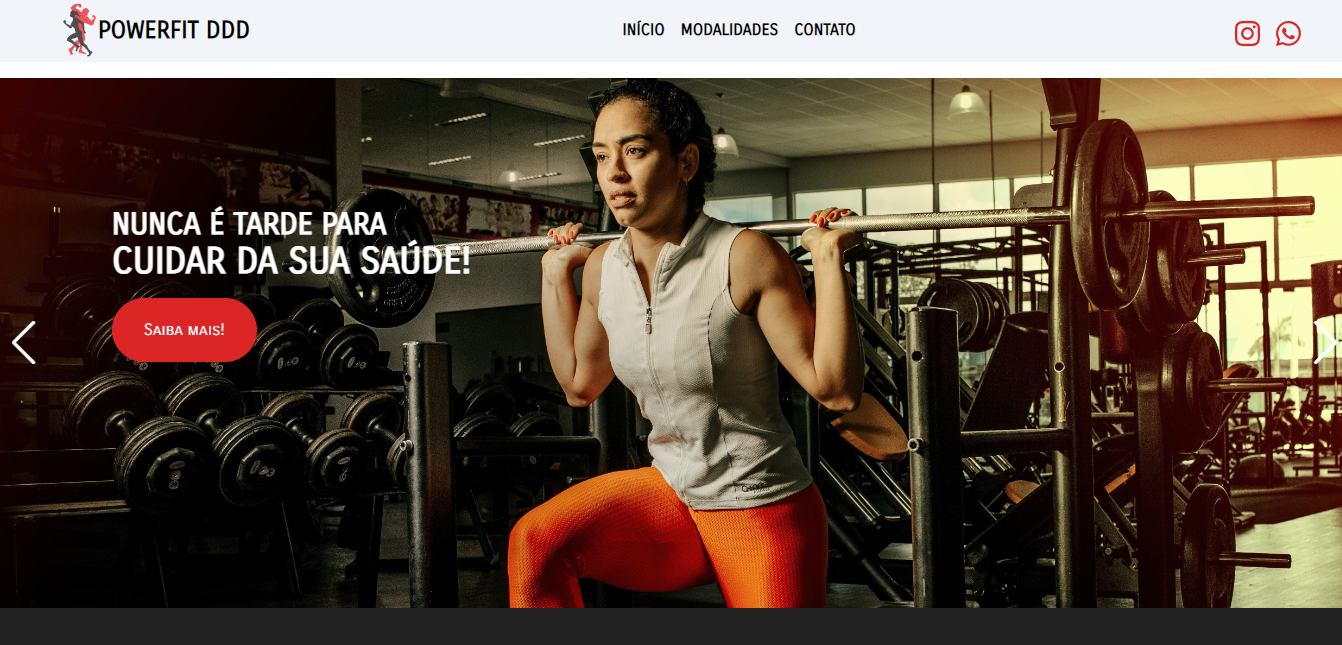 POWERFIT DDD
INÍCIO MODALIDADES CONTATO
NUNCA É TARDE PARA
CUIDAR DA SUA SAÚDE!
Saiba mais!